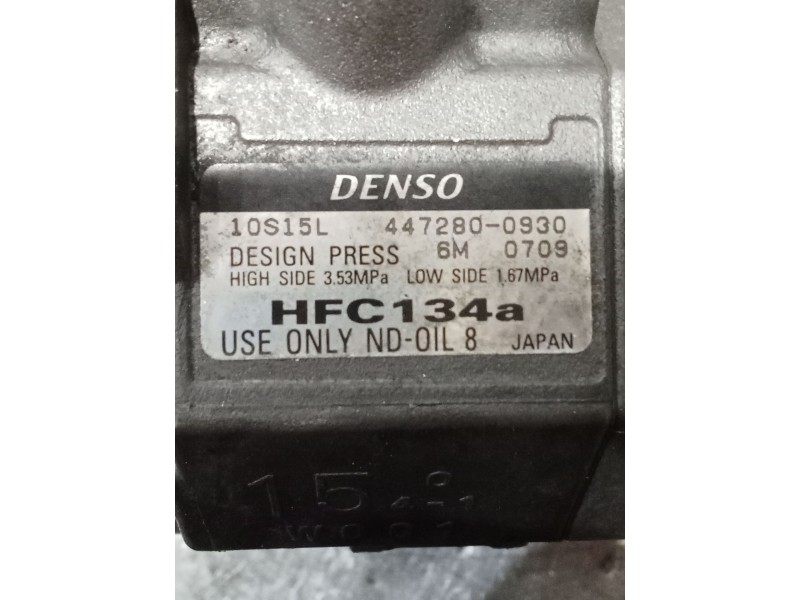 DENSO
10S15L 447280-0930
DESIGN PRESS 6M 0709
HIGH SIDE 3.53MPa LOW SIDE 1.67MPa
HFC134a
USE ONLY ND-OIL 8 JAPAN
15